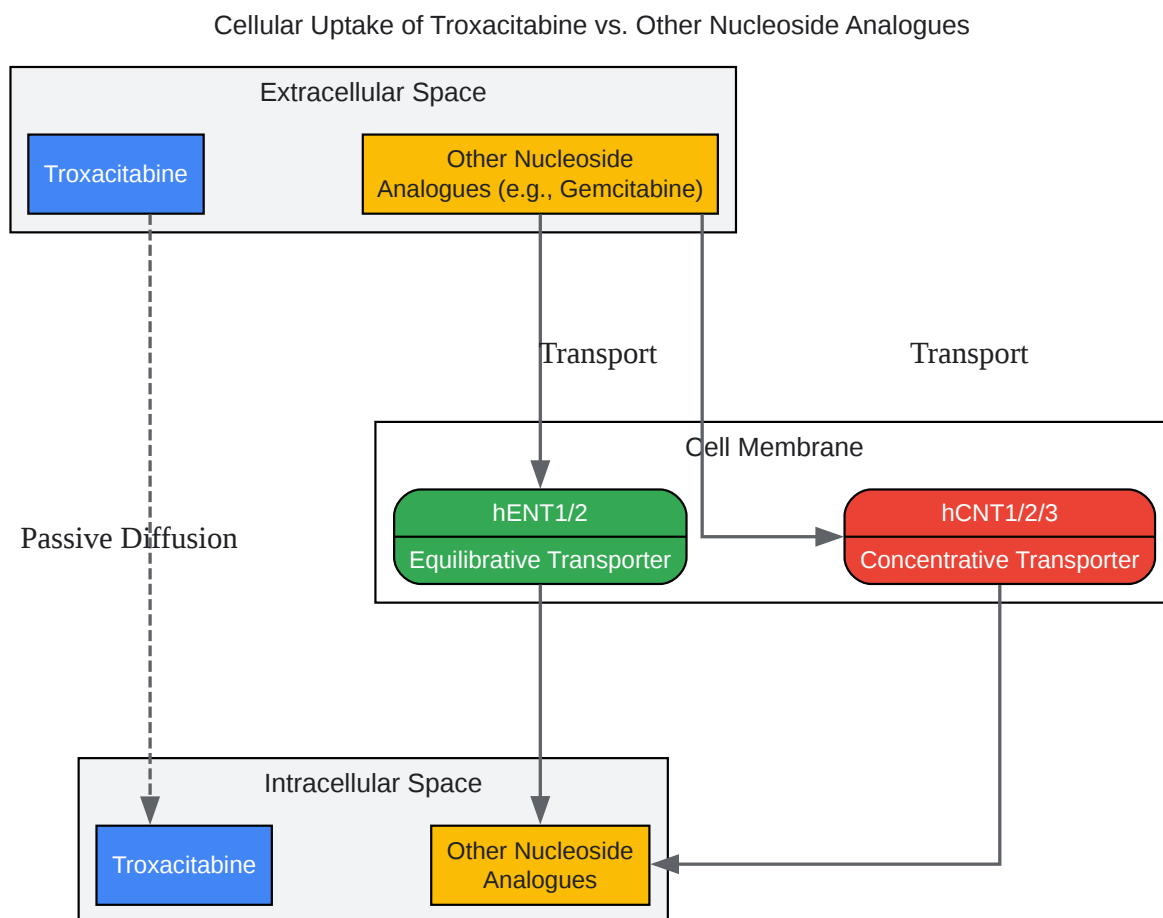 Cellular Uptake of Troxacitabine vs. Other Nucleoside Analogues
Extracellular Space
Troxacitabine
Other Nucleoside
Analogues (e.g., Gemcitabine)
Transport
Transport
Cell Membrane
hENT1/2
Equilibrative Transporter
hCNT1/2/3
Concentrative Transporter
Passive Diffusion
Intracellular Space
Troxacitabine
Other Nucleoside
Analogues